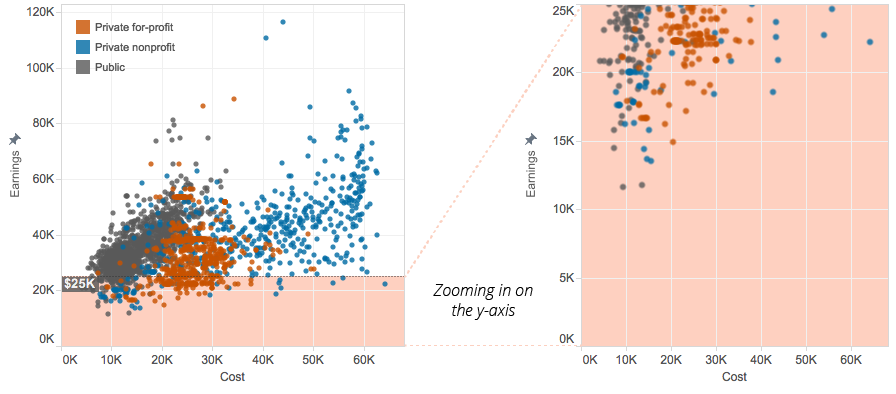 120K
Private for-profit
Private nonprofit
Public
100K
80K
60K
40K
$25K
20K
0K
Earnings
0K 10K 20K 30K 40K 50K 60K
Cost
Zooming in on
the y-axis
25K
20K
15K
10K
5K
0K
Earnings
0K 10K 20K 30K 40K 50K 60K
Cost